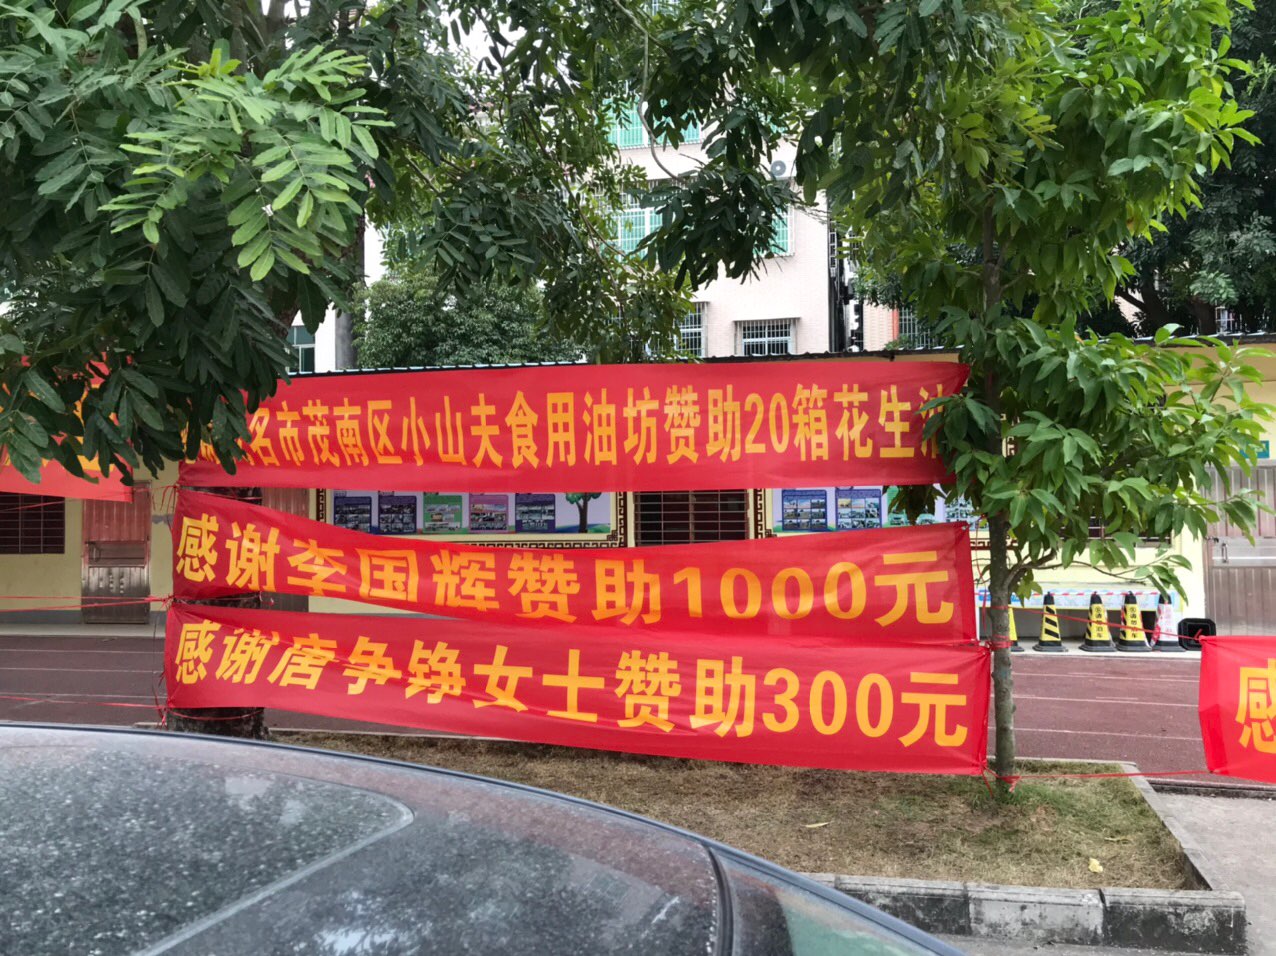 名市茂南区小山夫食用油坊赞助20箱花生油
感谢李国辉赞助1000元
感谢唐争铮女士赞助300元
感